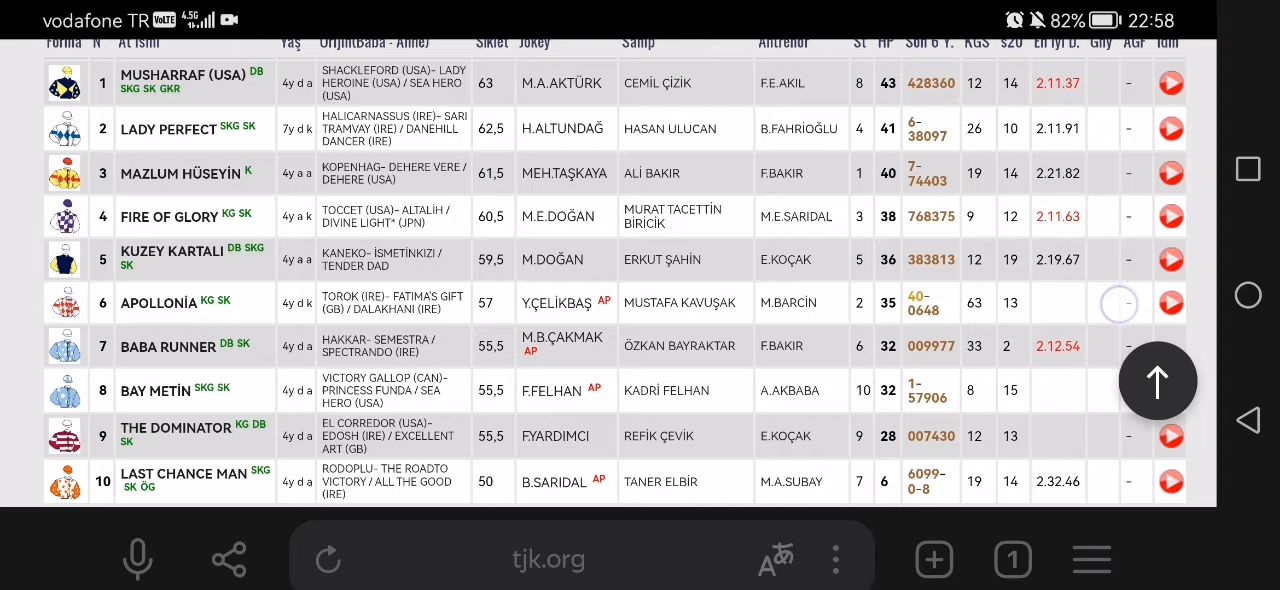 vodafone TR VoLTE 4.5G 82% 22:58
Forma N At İsmi Yaş Orijin(Baba - Anne) Sıklet Jokey Sahip Antrenör St HP Son 6 Y. KGS s20 En İyi D. Gny AGF İdm
1 MUSHARRAF (USA) DB SKG SK GKR 4y d a SHACKLEFORD (USA)- LADY HEROINE (USA) / SEA HERO (USA) 63 M.A.AKTÜRK CEMİL ÇİZİK F.E.AKIL 8 43 428360 12 14 2.11.37 -
2 LADY PERFECT SKG SK 7y d k HALICARNASSUS (IRE)- SARI TRAMVAY (IRE) / DANEHILL DANCER (IRE) 62,5 H.ALTUNDAĞ HASAN ULUCAN B.FAHRİOĞLU 4 41 6-38097 26 10 2.11.91 -
3 MAZLUM HÜSEYİN K 4y a a KOPENHAG- DEHERE VERE / DEHERE (USA) 61,5 MEH.TAŞKAYA ALİ BAKIR F.BAKIR 1 40 7-74403 19 14 2.21.82 -
4 FIRE OF GLORY KG SK 4y a k TOCCET (USA)- ALTALİH / DIVINE LIGHT* (JPN) 60,5 M.E.DOĞAN MURAT TACETTİN BİRİCİK M.E.SARIDAL 3 38 768375 9 12 2.11.63 -
5 KUZEY KARTALI DB SKG SK 4y a a KANEKO- İSMETİNKIZI / TENDER DAD 59,5 M.DOĞAN ERKUT ŞAHİN E.KOÇAK 5 36 383813 12 19 2.19.67 -
6 APOLLONİA KG SK 4y d k TOROK (IRE)- FATIMA'S GIFT (GB) / DALAKHANI (IRE) 57 Y.ÇELİKBAŞ AP MUSTAFA KAVUŞAK M.BARCİN 2 35 40-0648 63 13 -
7 BABA RUNNER DB SK 4y d a HAKKAR- SEMESTRA / SPECTRANDO (IRE) 55,5 M.B.ÇAKMAK AP ÖZKAN BAYRAKTAR F.BAKIR 6 32 009977 33 2 2.12.54 -
8 BAY METİN SKG SK 4y d a VICTORY GALLOP (CAN)- PRINCESS FUNDA / SEA HERO (USA) 55,5 F.FELHAN AP KADRİ FELHAN A.AKBABA 10 32 1-57906 8 15
9 THE DOMINATOR KG DB SK 4y d a EL CORREDOR (USA)- EDOSH (IRE) / EXCELLENT ART (GB) 55,5 F.YARDIMCI REFİK ÇEVİK E.KOÇAK 9 28 007430 12 13 -
10 LAST CHANCE MAN SKG SK ÖG 4y d a RODOPLU- THE ROADTO VICTORY / ALL THE GOOD (IRE) 50 B.SARIDAL AP TANER ELBİR M.A.SUBAY 7 6 6099-0-8 19 14 2.32.46 -
tjk.org 1